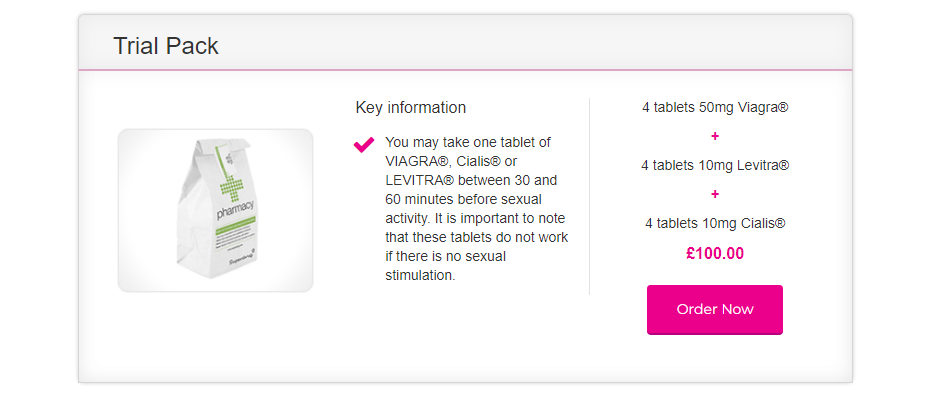 Trial Pack
pharmacy
Superdrug
Key information
You may take one tablet of
VIAGRA®, Cialis® or
LEVITRA® between 30 and
60 minutes before sexual
activity. It is important to note
that these tablets do not work
if there is no sexual
stimulation.
4 tablets 50mg Viagra®
+
4 tablets 10mg Levitra®
+
4 tablets 10mg Cialis®
£100.00
Order Now